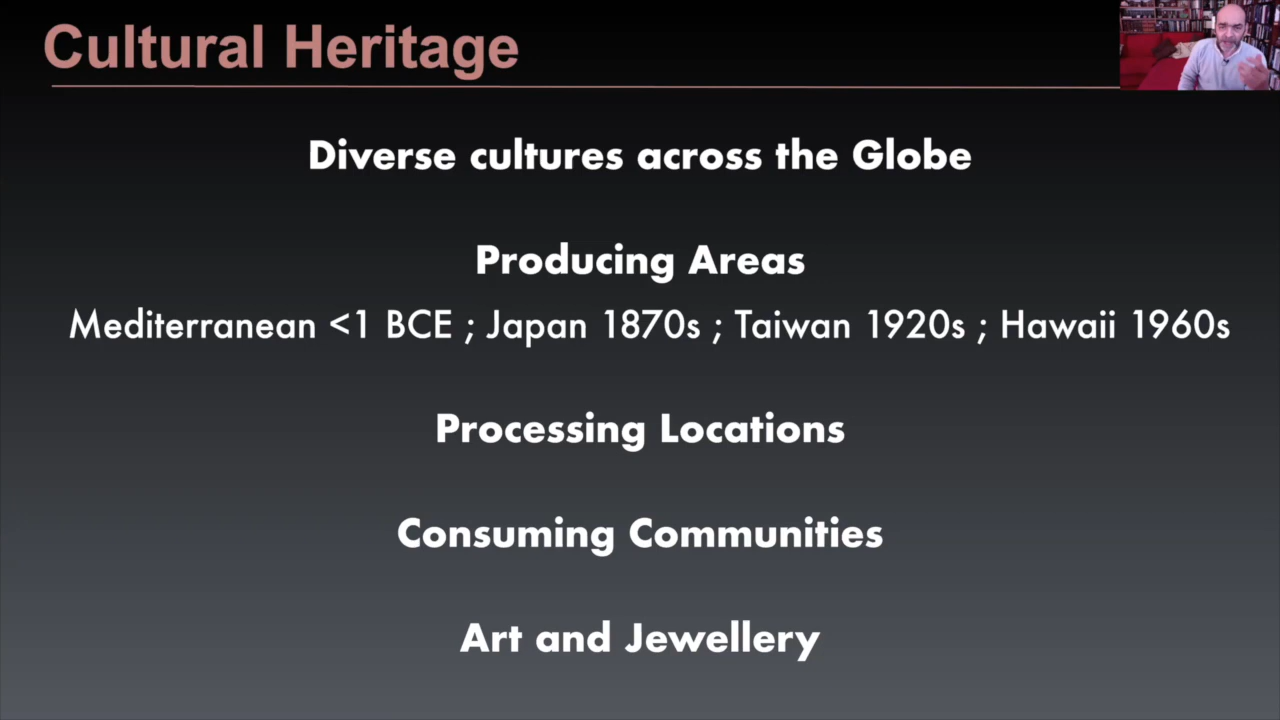 Cultural Heritage
Diverse cultures across the Globe
Producing Areas
Mediterranean <1 BCE ; Japan 1870s ; Taiwan 1920s ; Hawaii 1960s
Processing Locations
Consuming Communities
Art and Jewellery